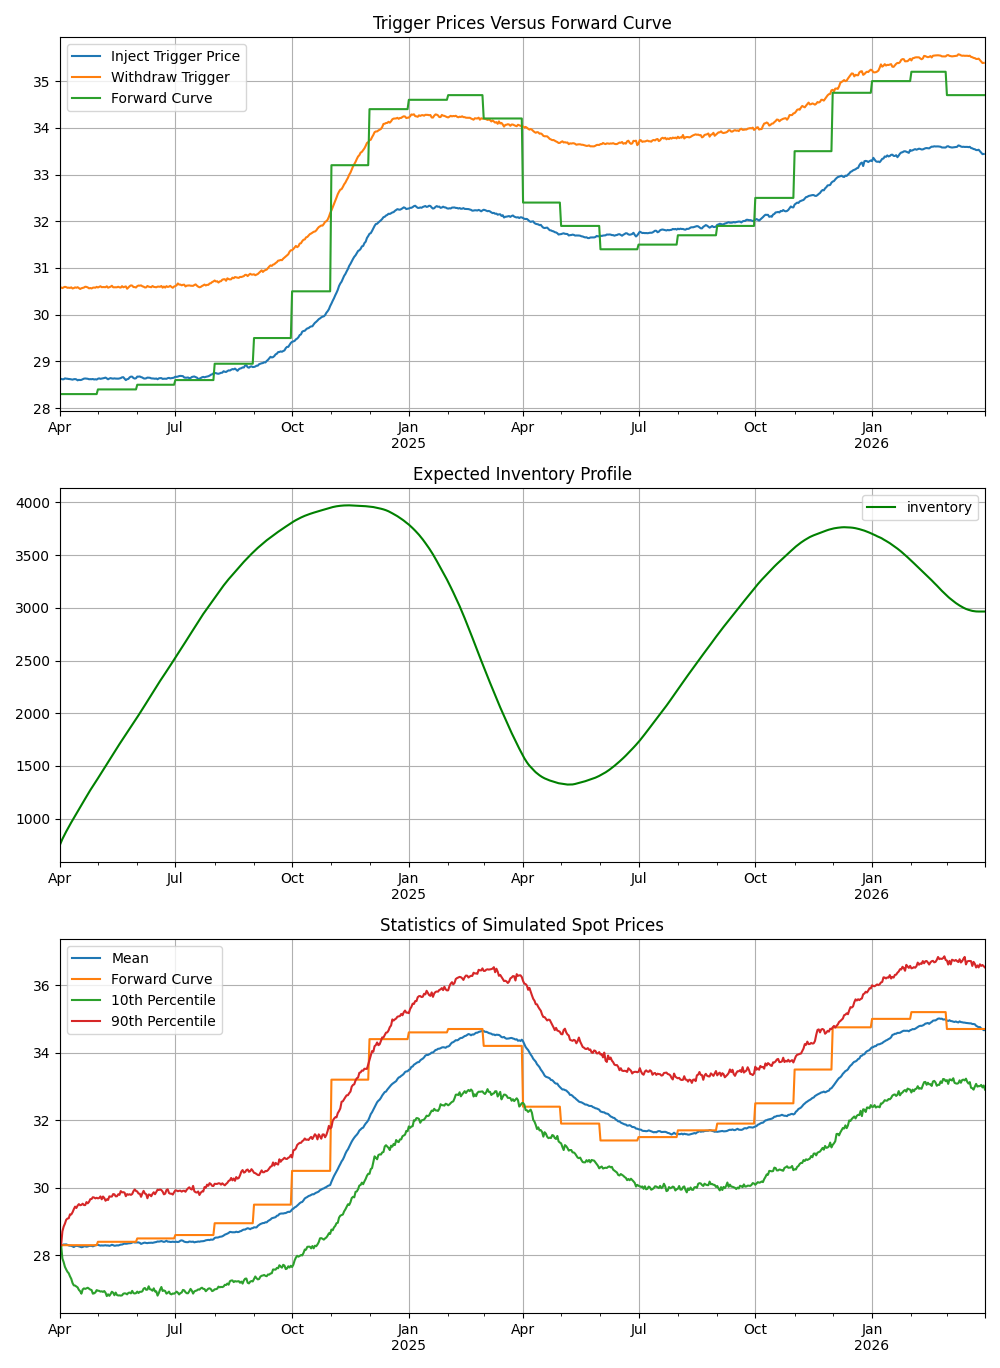 Trigger Prices Versus Forward Curve
Inject Trigger Price
Withdraw Trigger
Forward Curve
35
34
33
32
31
30
29
28
Apr Jul Oct Jan Apr Jul Oct Jan
2025 2026
Expected Inventory Profile
inventory
4000
3500
3000
2500
2000
1500
1000
Apr Jul Oct Jan Apr Jul Oct Jan
2025 2026
Statistics of Simulated Spot Prices
Mean
Forward Curve
10th Percentile
90th Percentile
36
34
32
30
28
Apr Jul Oct Jan Apr Jul Oct Jan
2025 2026